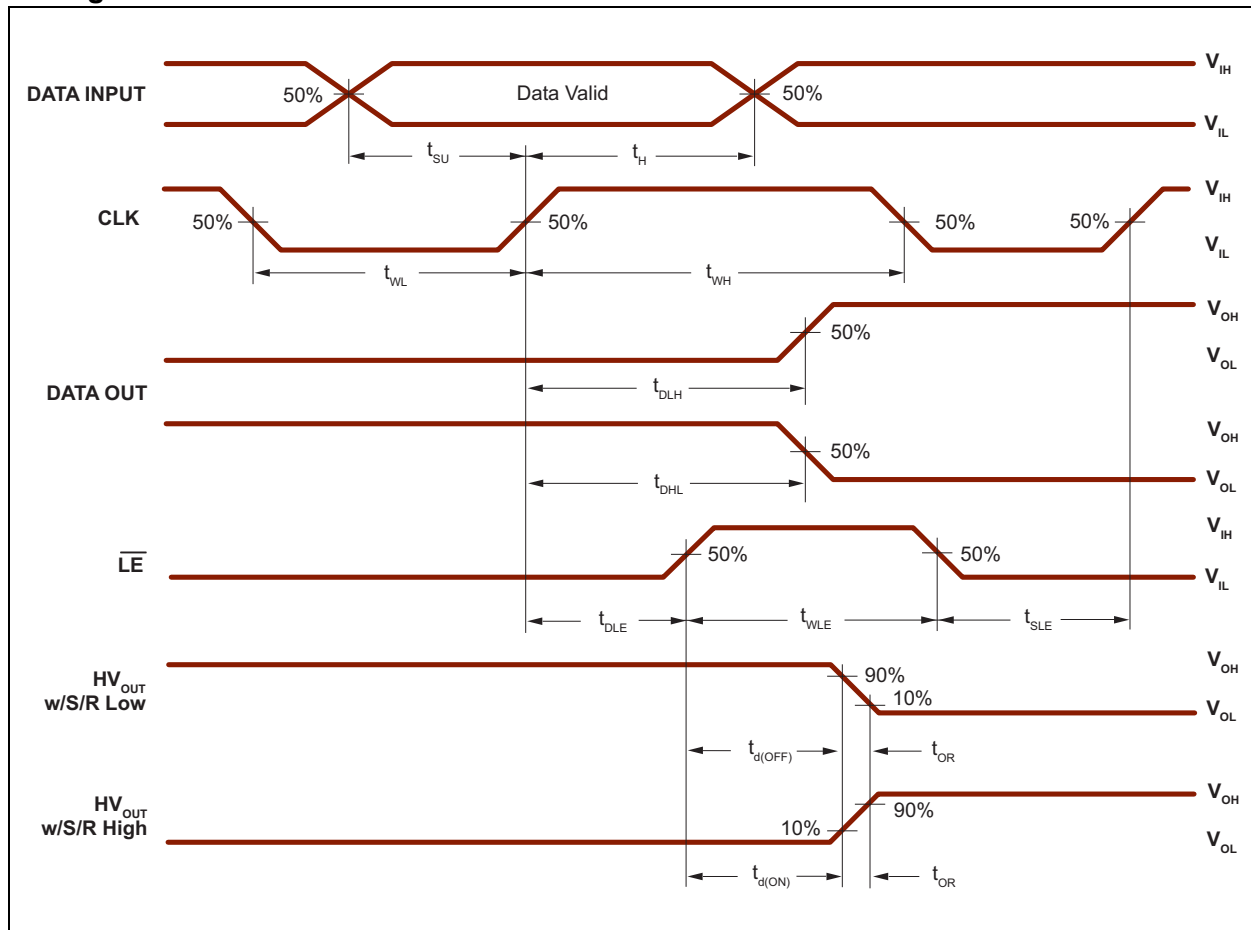 DATA INPUT
50%
Data Valid
50%
V_IH
V_IL
t_SU
t_H
CLK
50%
50%
50%
50%
V_IH
V_IL
t_WL
t_WH
50%
V_OH
V_OL
DATA OUT
t_DLH
50%
V_OH
V_OL
t_DHL
L̅E̅
50%
50%
V_IH
V_IL
t_DLE
t_WLE
t_SLE
HV_OUT
w/S/R Low
90%
10%
V_OH
V_OL
t_d(OFF)
t_OR
HV_OUT
w/S/R High
10%
90%
V_OH
V_OL
t_d(ON)
t_OR